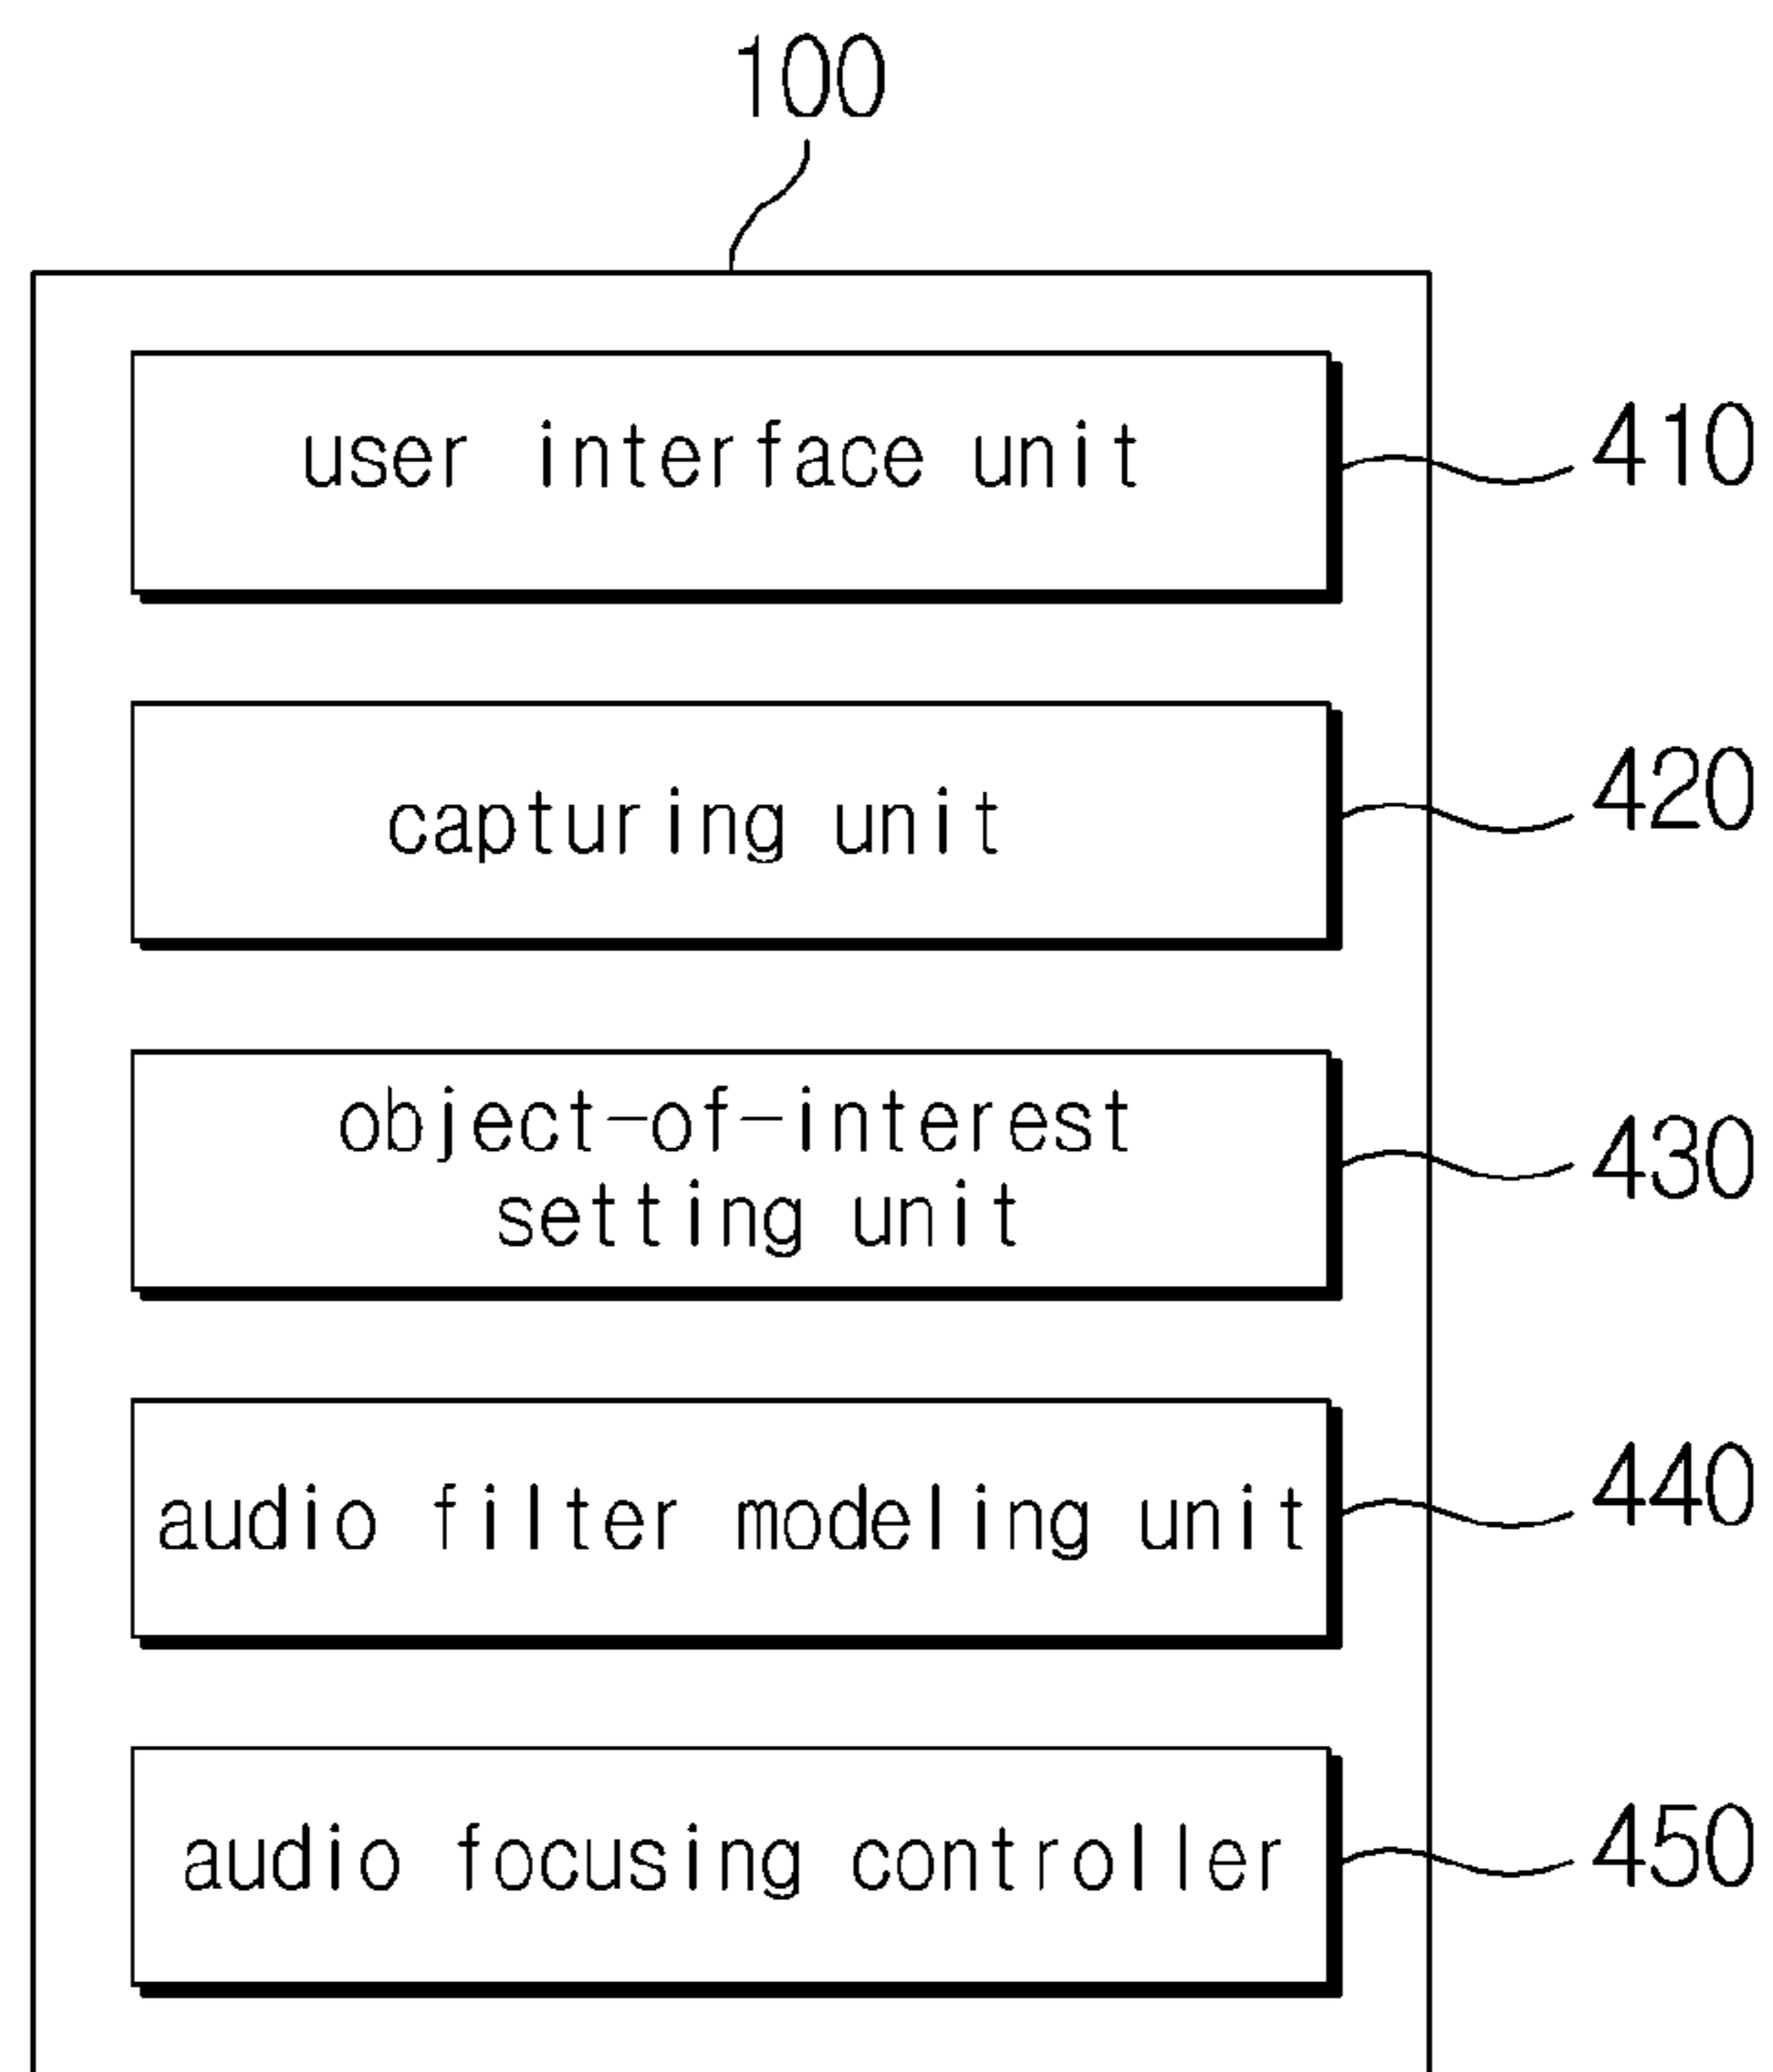 100
user interface unit
410
capturing unit
420
object-of-interest
setting unit
430
audio filter modeling unit
440
audio focusing controller
450